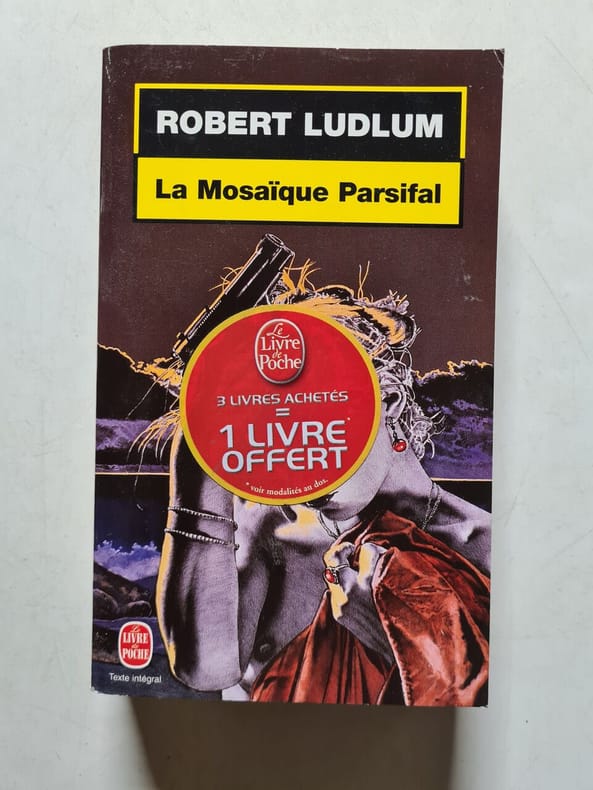 ROBERT LUDLUM
La Mosaïque Parsifal
Le
LIVRE
de
POCHE
3 LIVRES ACHETÉS
=
1 LIVRE*
OFFERT
* voir modalités au dos.
Le
LIVRE
de
POCHE
Texte intégral